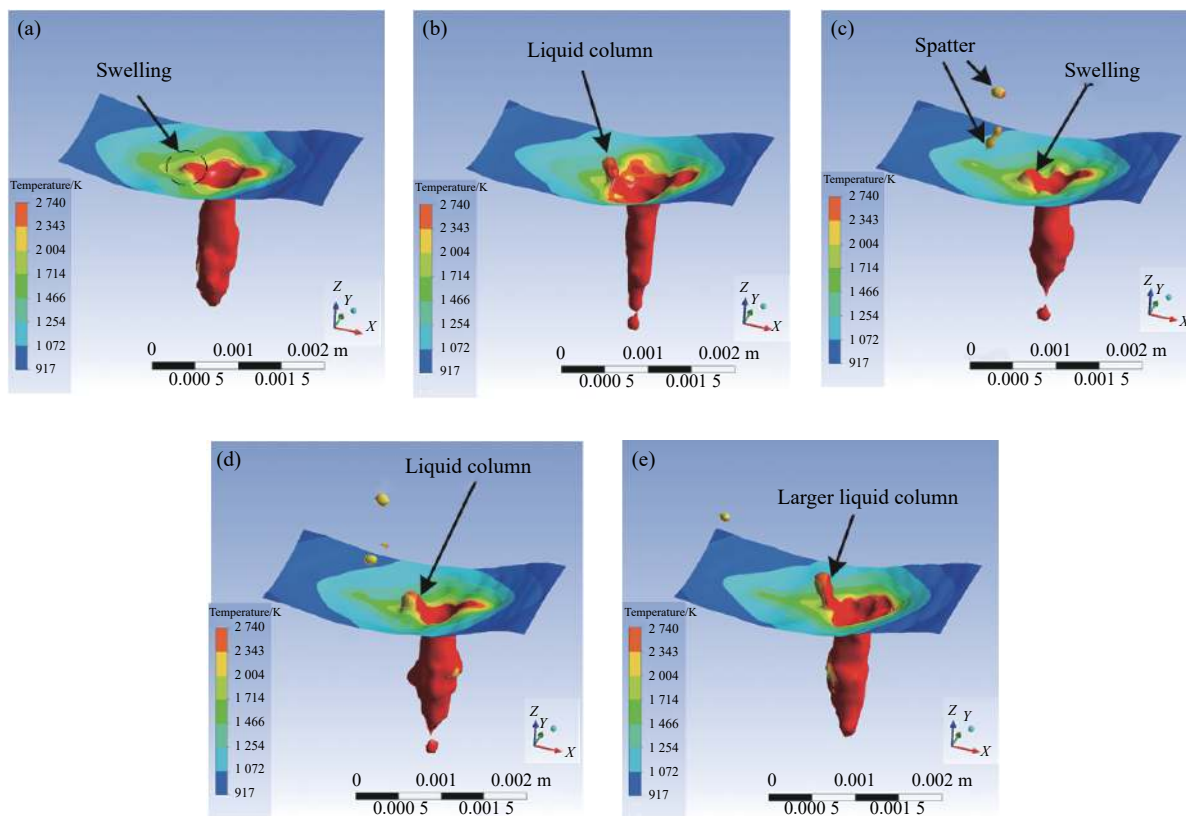 (a)
Swelling
Temperature/K
2 740
2 343
2 004
1 714
1 466
1 254
1 072
917
Z
Y
X
0 0.001 0.002 m
0.000 5 0.001 5
(b)
Liquid column
Temperature/K
2 740
2 343
2 004
1 714
1 466
1 254
1 072
917
Z
Y
X
0 0.001 0.002 m
0.000 5 0.001 5
(c)
Spatter
Swelling
Temperature/K
2 740
2 343
2 004
1 714
1 466
1 254
1 072
917
Z
Y
X
0 0.001 0.002 m
0.000 5 0.001 5
(d)
Liquid column
Temperature/K
2 740
2 343
2 004
1 714
1 466
1 254
1 072
917
Z
Y
X
0 0.001 0.002 m
0.000 5 0.001 5
(e)
Larger liquid column
Temperature/K
2 740
2 343
2 004
1 714
1 466
1 254
1 072
917
Z
Y
X
0 0.001 0.002 m
0.000 5 0.001 5